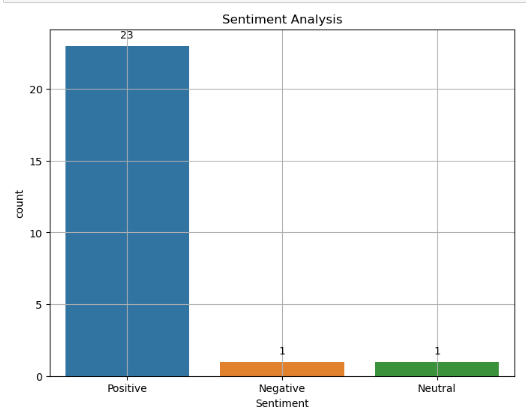 Sentiment Analysis
23
20
15
10
5
0
1
1
count
Positive
Negative
Neutral
Sentiment